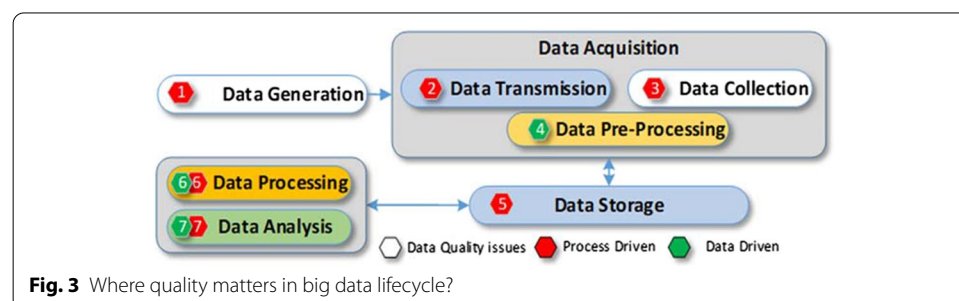 Data Acquisition
1 Data Generation
2 Data Transmission
3 Data Collection
4 Data Pre-Processing
6 6 Data Processing
7 7 Data Analysis
5 Data Storage
Data Quality issues Process Driven Data Driven
Fig. 3 Where quality matters in big data lifecycle?